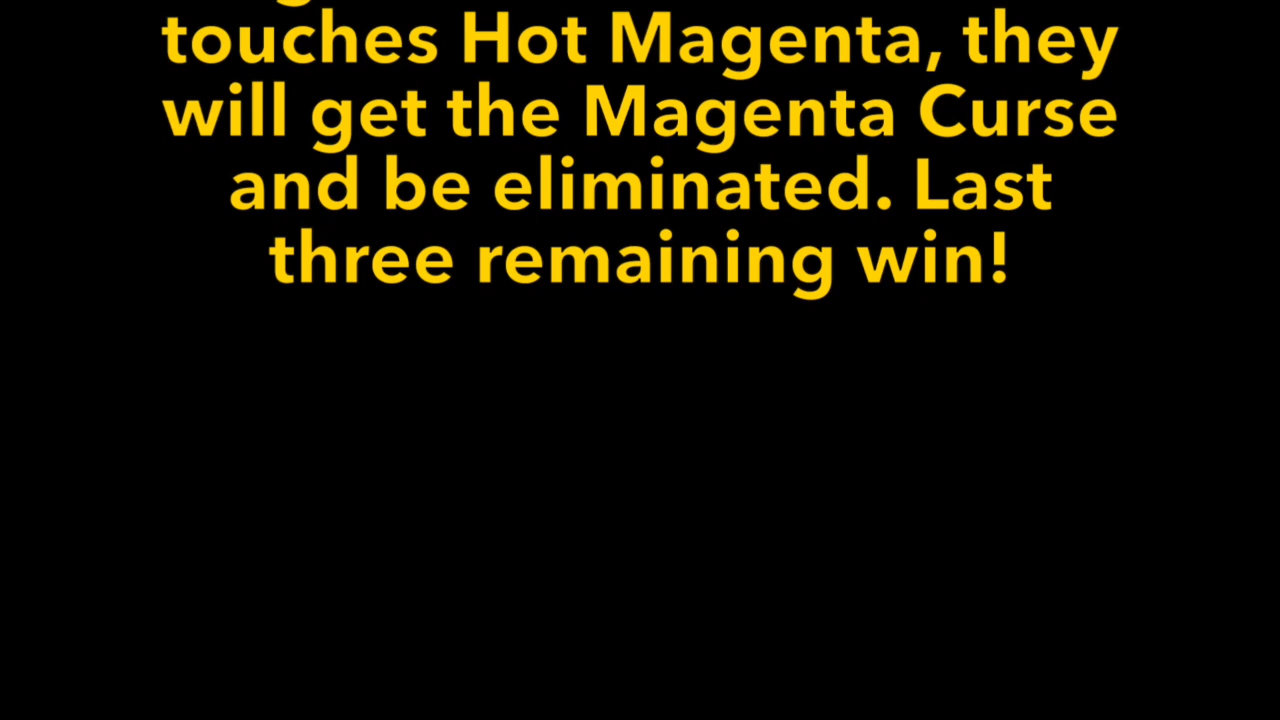 touches Hot Magenta, they
will get the Magenta Curse
and be eliminated. Last
three remaining win!